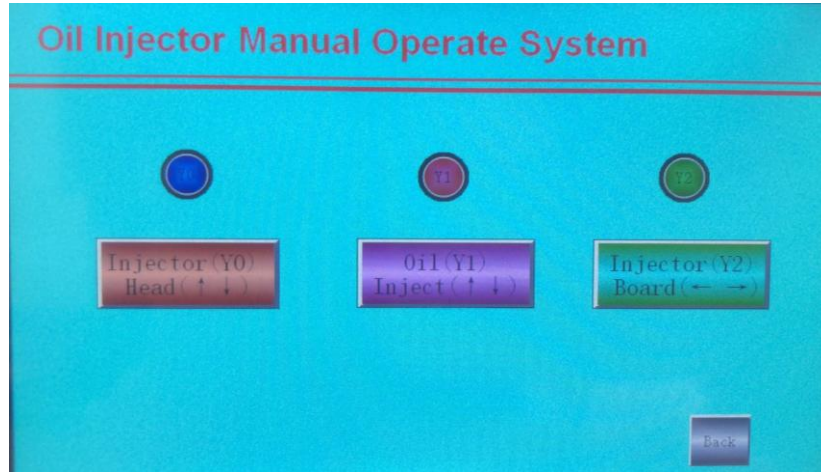 Oil Injector Manual Operate System
Y1
Y2
Injector(Y0)
Head(↑ ↓)
Oil(Y1)
Inject(↑ ↓)
Injector(Y2)
Board(← →)
Back